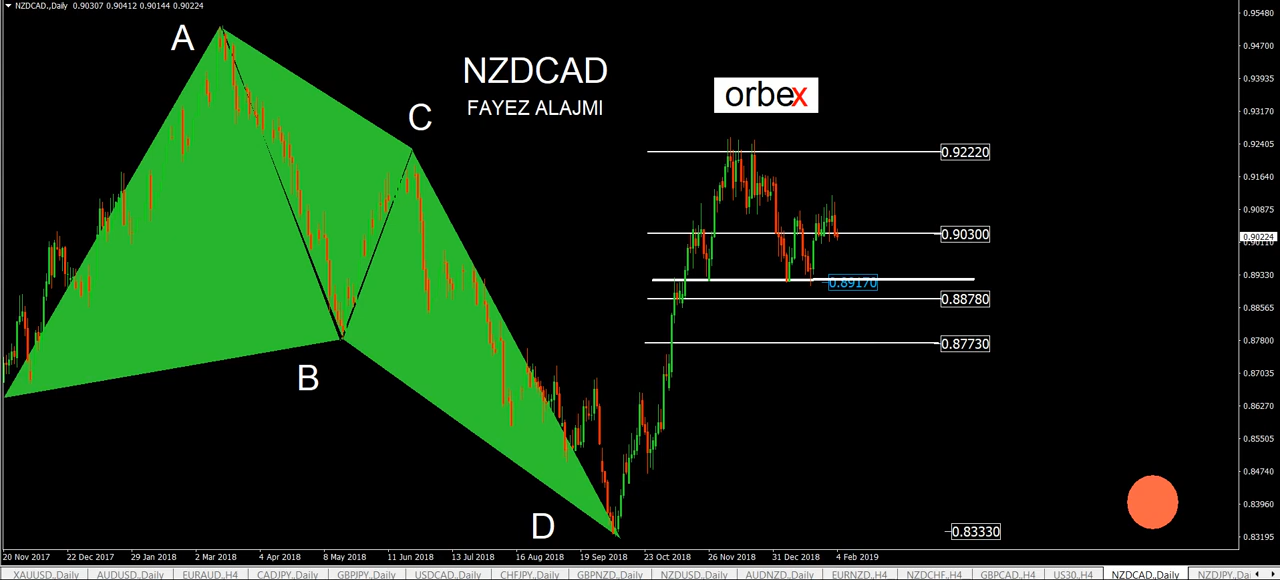 NZDCAD.,Daily 0.90307 0.90412 0.90144 0.90224
A
C
B
D
NZDCAD
FAYEZ ALAJMI
orbex
0.92220
0.90300
0.89170
0.88780
0.87730
0.83330
0.95480
0.94700
0.93935
0.93170
0.92405
0.91640
0.90875
0.90224
0.90110
0.89330
0.88565
0.87800
0.87035
0.86270
0.85505
0.84740
0.83960
0.83195
20 Nov 2017 22 Dec 2017 29 Jan 2018 2 Mar 2018 4 Apr 2018 8 May 2018 11 Jun 2018 13 Jul 2018 16 Aug 2018 19 Sep 2018 23 Oct 2018 26 Nov 2018 31 Dec 2018 4 Feb 2019
XAUUSD.,Daily AUDUSD.,Daily EURAUD.,H4 CADJPY.,Daily GBPJPY.,Daily USDCAD.,Daily CHFJPY.,Daily GBPNZD.,Daily NZDUSD.,Daily AUDNZD.,Daily EURNZD.,H4 NZDCHF.,H4 GBPCAD.,H4 US30.,H4 NZDCAD.,Daily NZDJPY.,Da